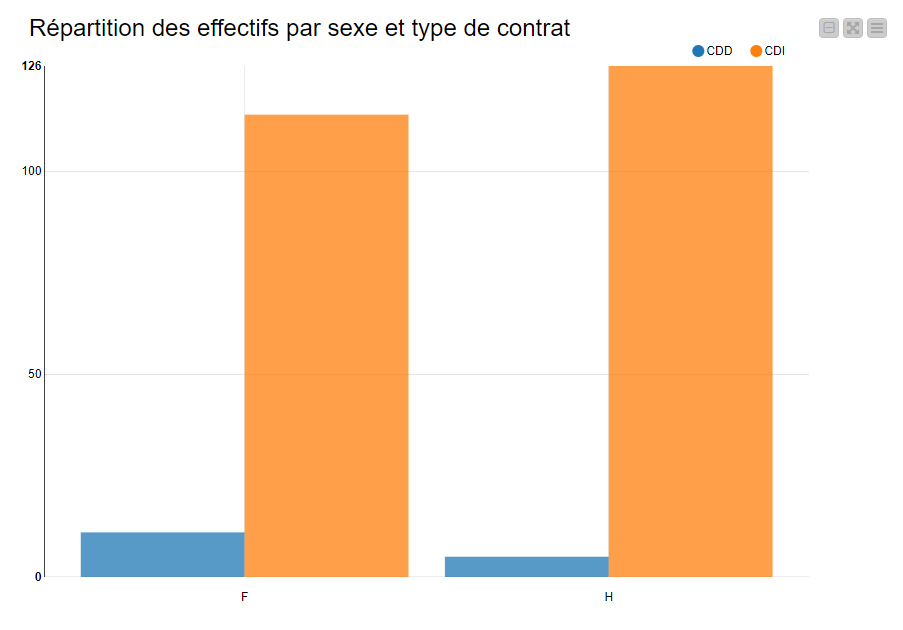 Répartition des effectifs par sexe et type de contrat
CDD CDI
126
100
50
0
F H